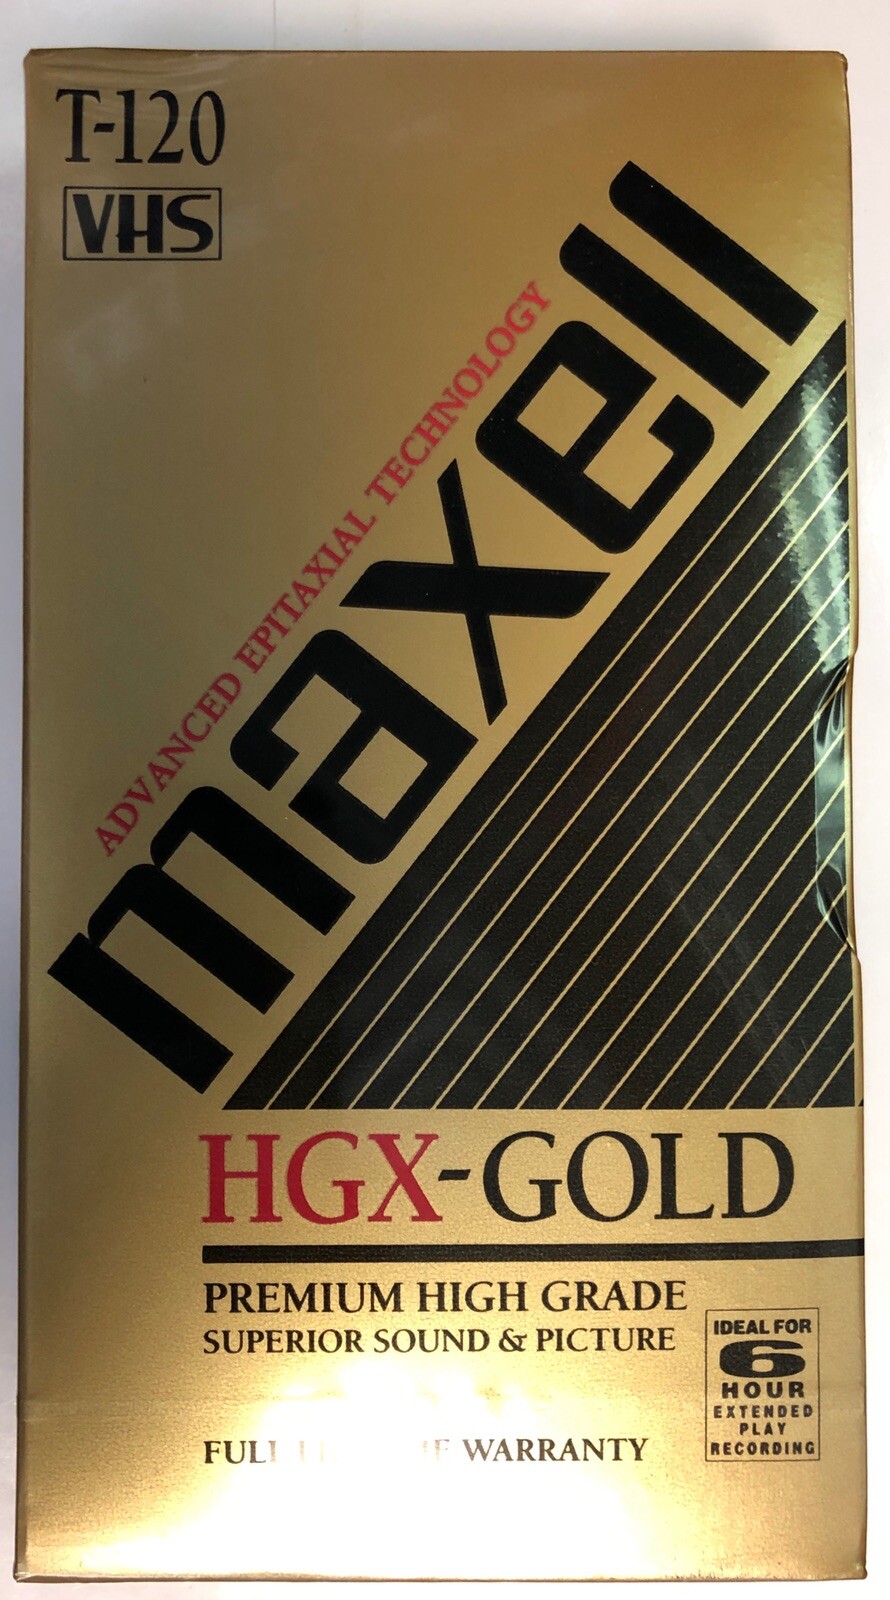 T-120
VHS
ADVANCED EPITAXIAL TECHNOLOGY
maxell
HGX-GOLD
PREMIUM HIGH GRADE
SUPERIOR SOUND & PICTURE
WARRANTY
IDEAL FOR
6
HOUR
EXTENDED
PLAY
RECORDING